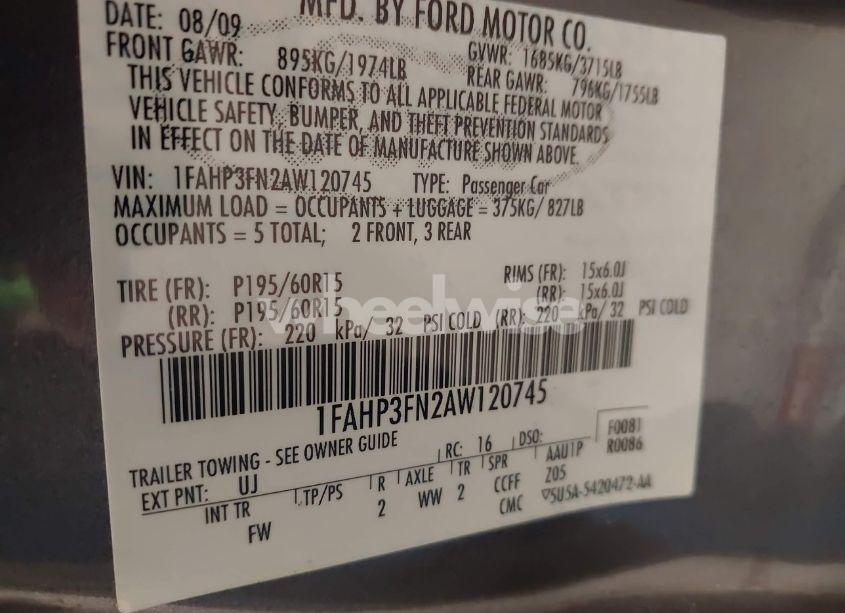 MFD. BY FORD MOTOR CO.
DATE: 08/09 GVWR: 1685KG/3715LB
FRONT GAWR: 895KG/1974LB REAR GAWR: 796KG/1755LB
THIS VEHICLE CONFORMS TO ALL APPLICABLE FEDERAL MOTOR
VEHICLE SAFETY, BUMPER, AND THEFT PREVENTION STANDARDS
IN EFFECT ON THE DATE OF MANUFACTURE SHOWN ABOVE.
VIN: 1FAHP3FN2AW120745 TYPE: Passenger Car
MAXIMUM LOAD = OCCUPANTS + LUGGAGE = 375KG/ 827LB
OCCUPANTS = 5 TOTAL; 2 FRONT, 3 REAR
TIRE (FR): P195/60R15 RIMS (FR): 15x6.0J
(RR): P195/60R15 (RR): 15x6.0J
wheelwise
PRESSURE (FR): 220 kPa/ 32 PSI COLD (RR): 220 kPa/ 32 PSI COLD
1FAHP3FN2AW120745
TRAILER TOWING - SEE OWNER GUIDE RC: 16 DSO: F0081
R0086
EXT PNT: UJ TP/PS R AXLE TR SPR AAU1P
INT TR 2 WW 2 CCFF Z05
FW CMC 5U5A-5420472-AA